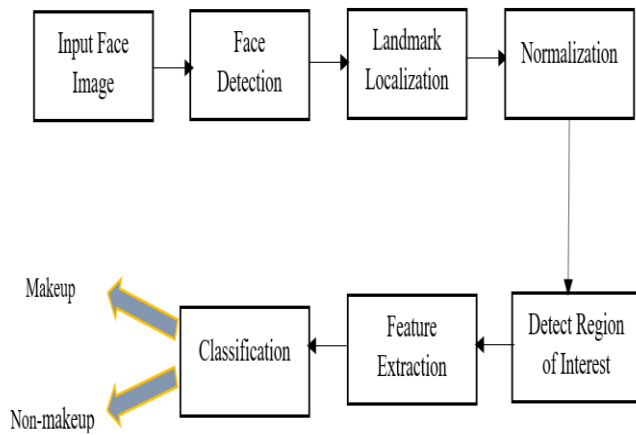 Input Face
Image
Face
Detection
Landmark
Localization
Normalization
Makeup
Non-makeup
Classification
Feature
Extraction
Detect Region
of Interest